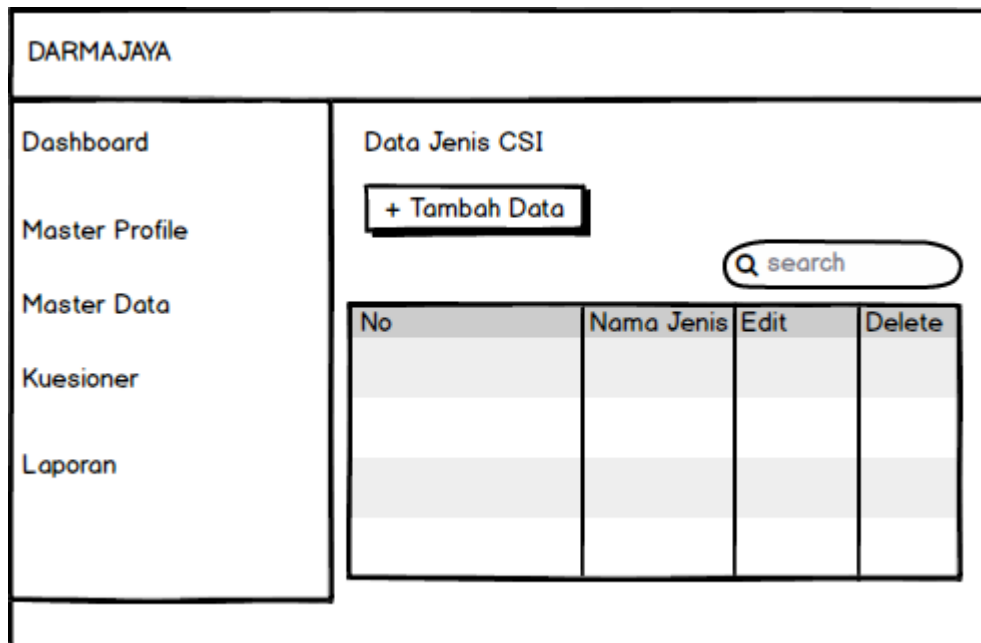 DARMAJAYA
Dashboard
Master Profile
Master Data
Kuesioner
Laporan
Data Jenis CSI
+ Tambah Data
search
No Nama Jenis Edit Delete